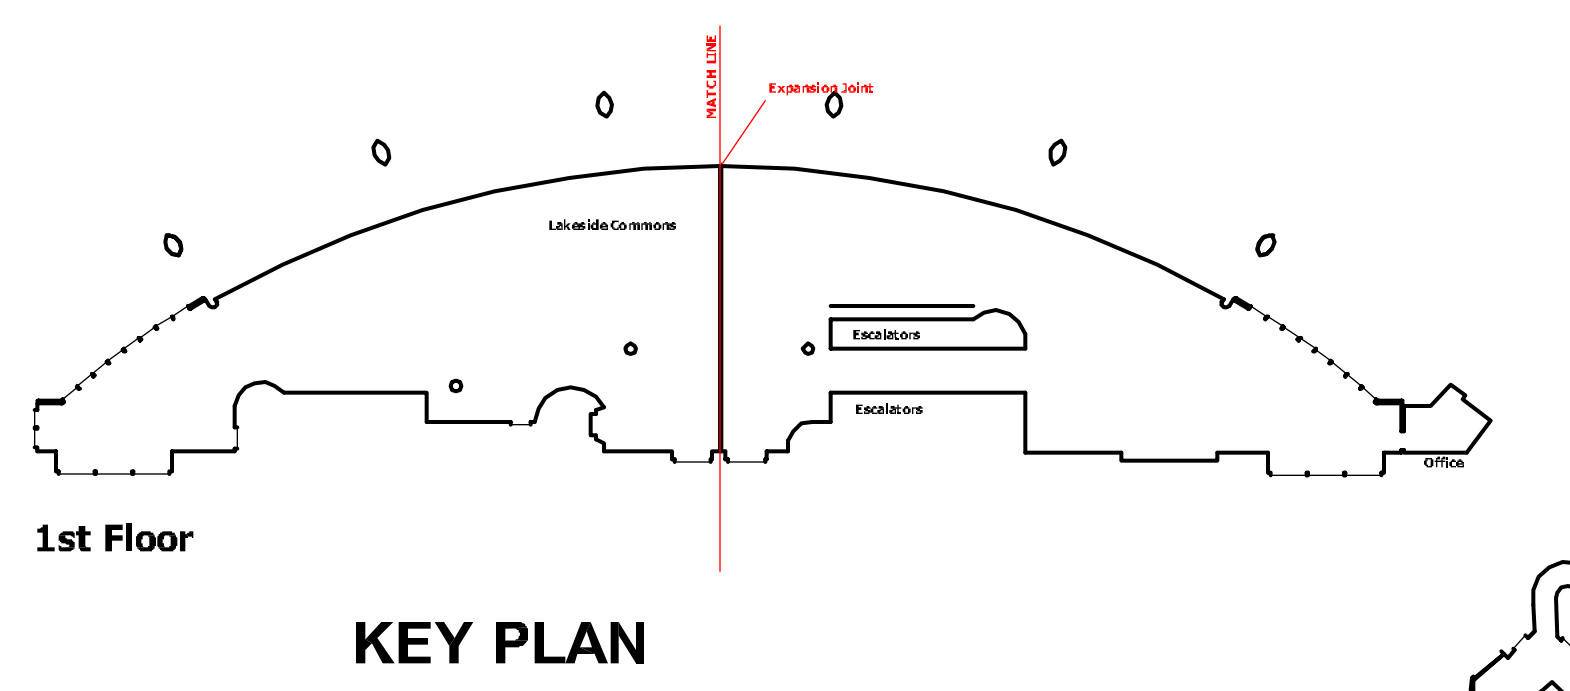 MATCH LINE
Expansion Joint
Lakeside Commons
Escalators
Escalators
Office
1st Floor
KEY PLAN